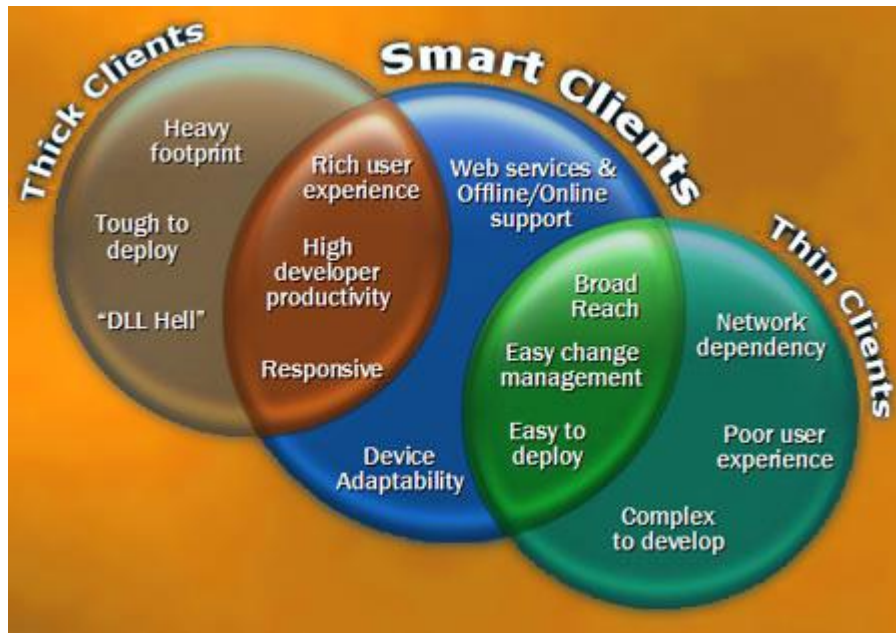 Thick Clients
Smart Clients
Thin Clients
Heavy
footprint
Tough to
deploy
“DLL Hell”
Rich user
experience
High
developer
productivity
Responsive
Web services &
Offline/Online
support
Device
Adaptability
Broad
Reach
Easy change
management
Easy to
deploy
Network
dependency
Poor user
experience
Complex
to develop